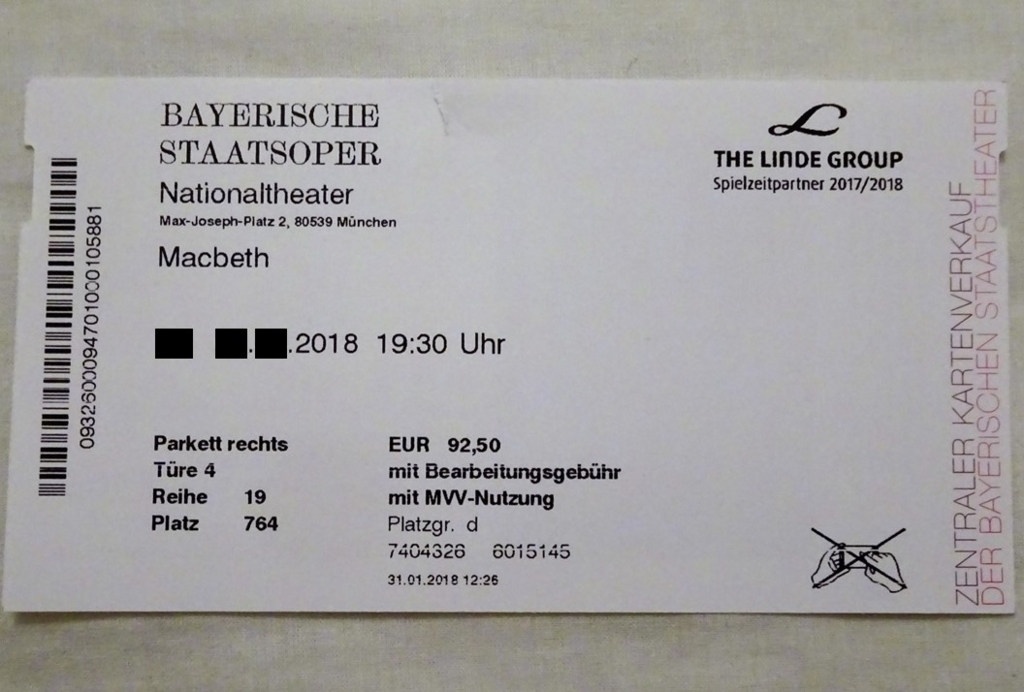 BAYERISCHE
STAATSOPER
Nationaltheater
Max-Joseph-Platz 2, 80539 München
Macbeth
.2018 19:30 Uhr
Parkett rechts
Türe 4
Reihe 19
Platz 764
EUR 92,50
mit Bearbeitungsgebühr
mit MVV-Nutzung
Platzgr. d
7404326 6015145
31.01.2018 12:26
THE LINDE GROUP
Spielzeitpartner 2017/2018
ZENTRALER KARTENVERKAUF
DER BAYERISCHEN STAATSTHEATER
0932600094701000105881